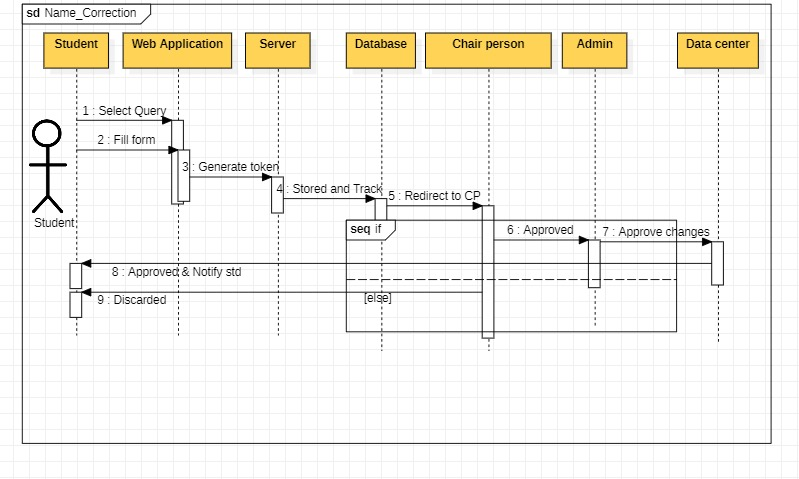 sd Name_Correction
Student
Web Application
Server
Database
Chair person
Admin
Data center
1 : Select Query
2 : Fill form
3 : Generate token
4 : Stored and Track
5 : Redirect to CP
Student
seq if
6 : Approved
7 : Approve changes
8 : Approved & Notify std
9 : Discarded
[else]